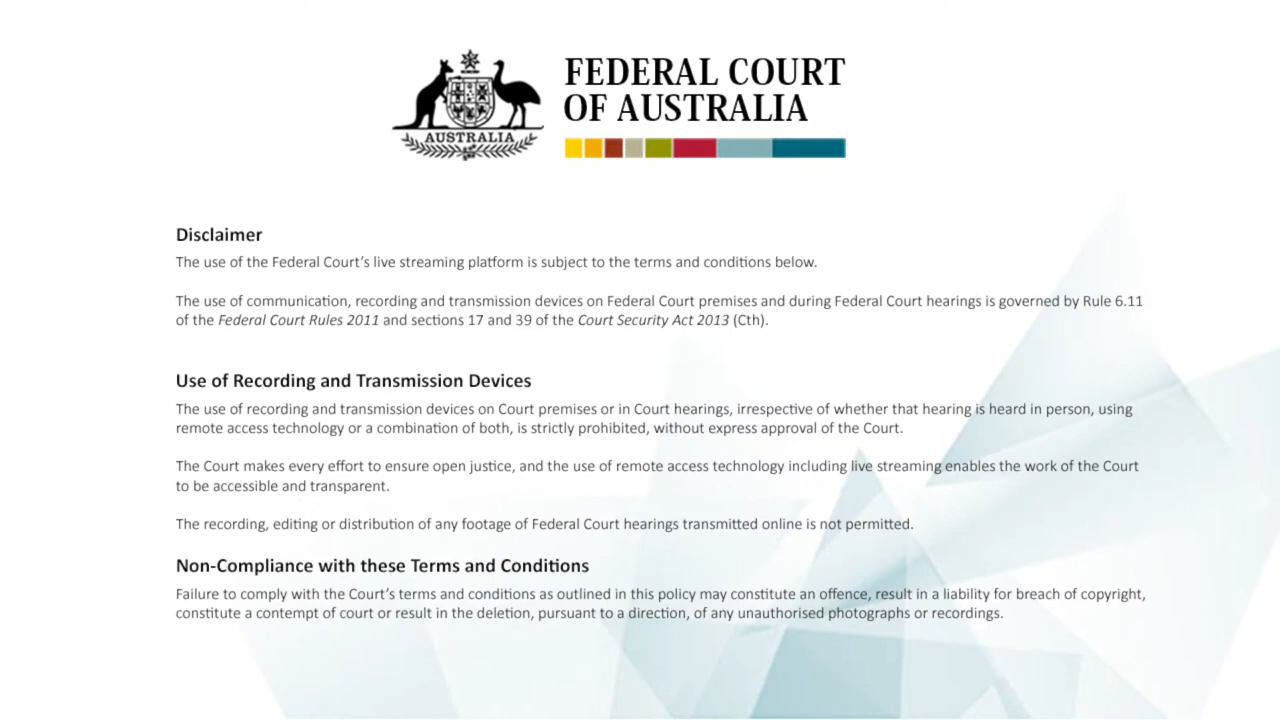 FEDERAL COURT
OF AUSTRALIA
AUSTRALIA
Disclaimer
The use of the Federal Court’s live streaming platform is subject to the terms and conditions below.
The use of communication, recording and transmission devices on Federal Court premises and during Federal Court hearings is governed by Rule 6.11
of the Federal Court Rules 2011 and sections 17 and 39 of the Court Security Act 2013 (Cth).
Use of Recording and Transmission Devices
The use of recording and transmission devices on Court premises or in Court hearings, irrespective of whether that hearing is heard in person, using
remote access technology or a combination of both, is strictly prohibited, without express approval of the Court.
The Court makes every effort to ensure open justice, and the use of remote access technology including live streaming enables the work of the Court
to be accessible and transparent.
The recording, editing or distribution of any footage of Federal Court hearings transmitted online is not permitted.
Non-Compliance with these Terms and Conditions
Failure to comply with the Court’s terms and conditions as outlined in this policy may constitute an offence, result in a liability for breach of copyright,
constitute a contempt of court or result in the deletion, pursuant to a direction, of any unauthorised photographs or recordings.